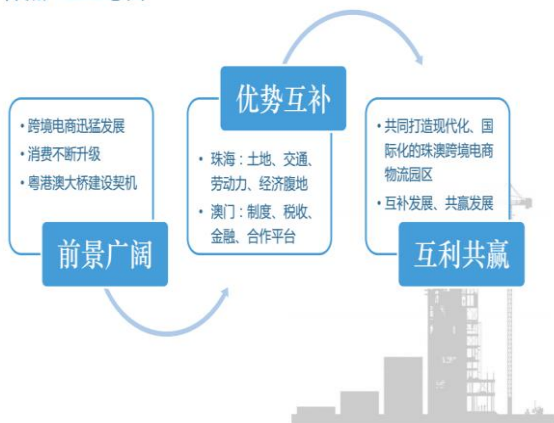 跨境电商迅猛发展
消费不断升级
粤港澳大桥建设契机
前景广阔
优势互补
珠海：土地、交通、
劳动力、经济腹地
澳门：制度、税收、
金融、合作平台
共同打造现代化、国
际化的珠澳跨境电商
物流园区
互补发展、共赢发展
互利共赢